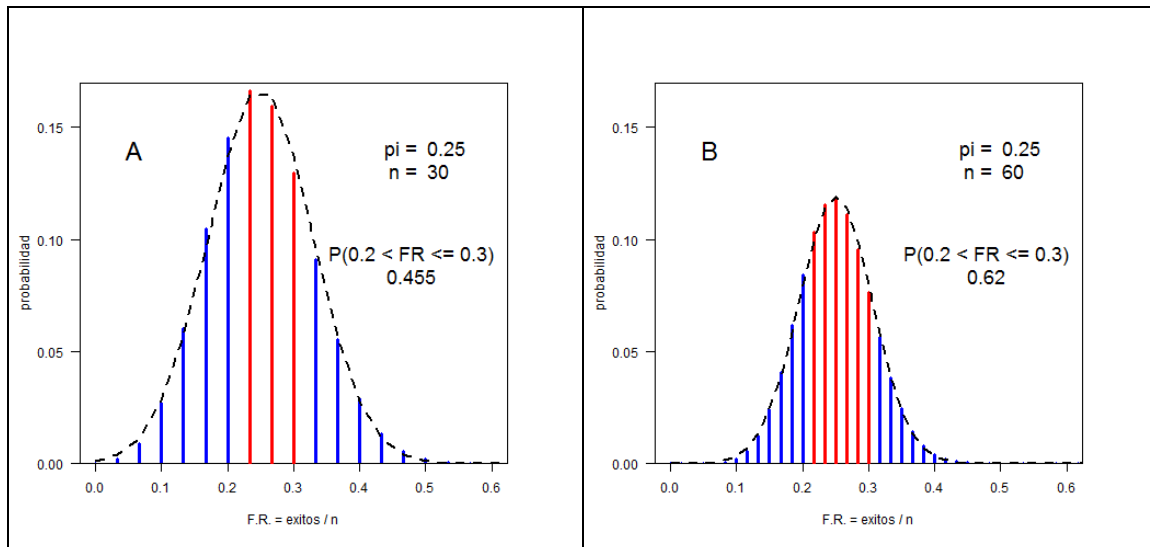 A
pi = 0.25
n = 30
P(0.2 < FR <= 0.3)
0.455
probabilidad
0.15
0.10
0.05
0.00
0.0 0.1 0.2 0.3 0.4 0.5 0.6
F.R. = exitos / n
B
pi = 0.25
n = 60
P(0.2 < FR <= 0.3)
0.62
probabilidad
0.15
0.10
0.05
0.00
0.0 0.1 0.2 0.3 0.4 0.5 0.6
F.R. = exitos / n